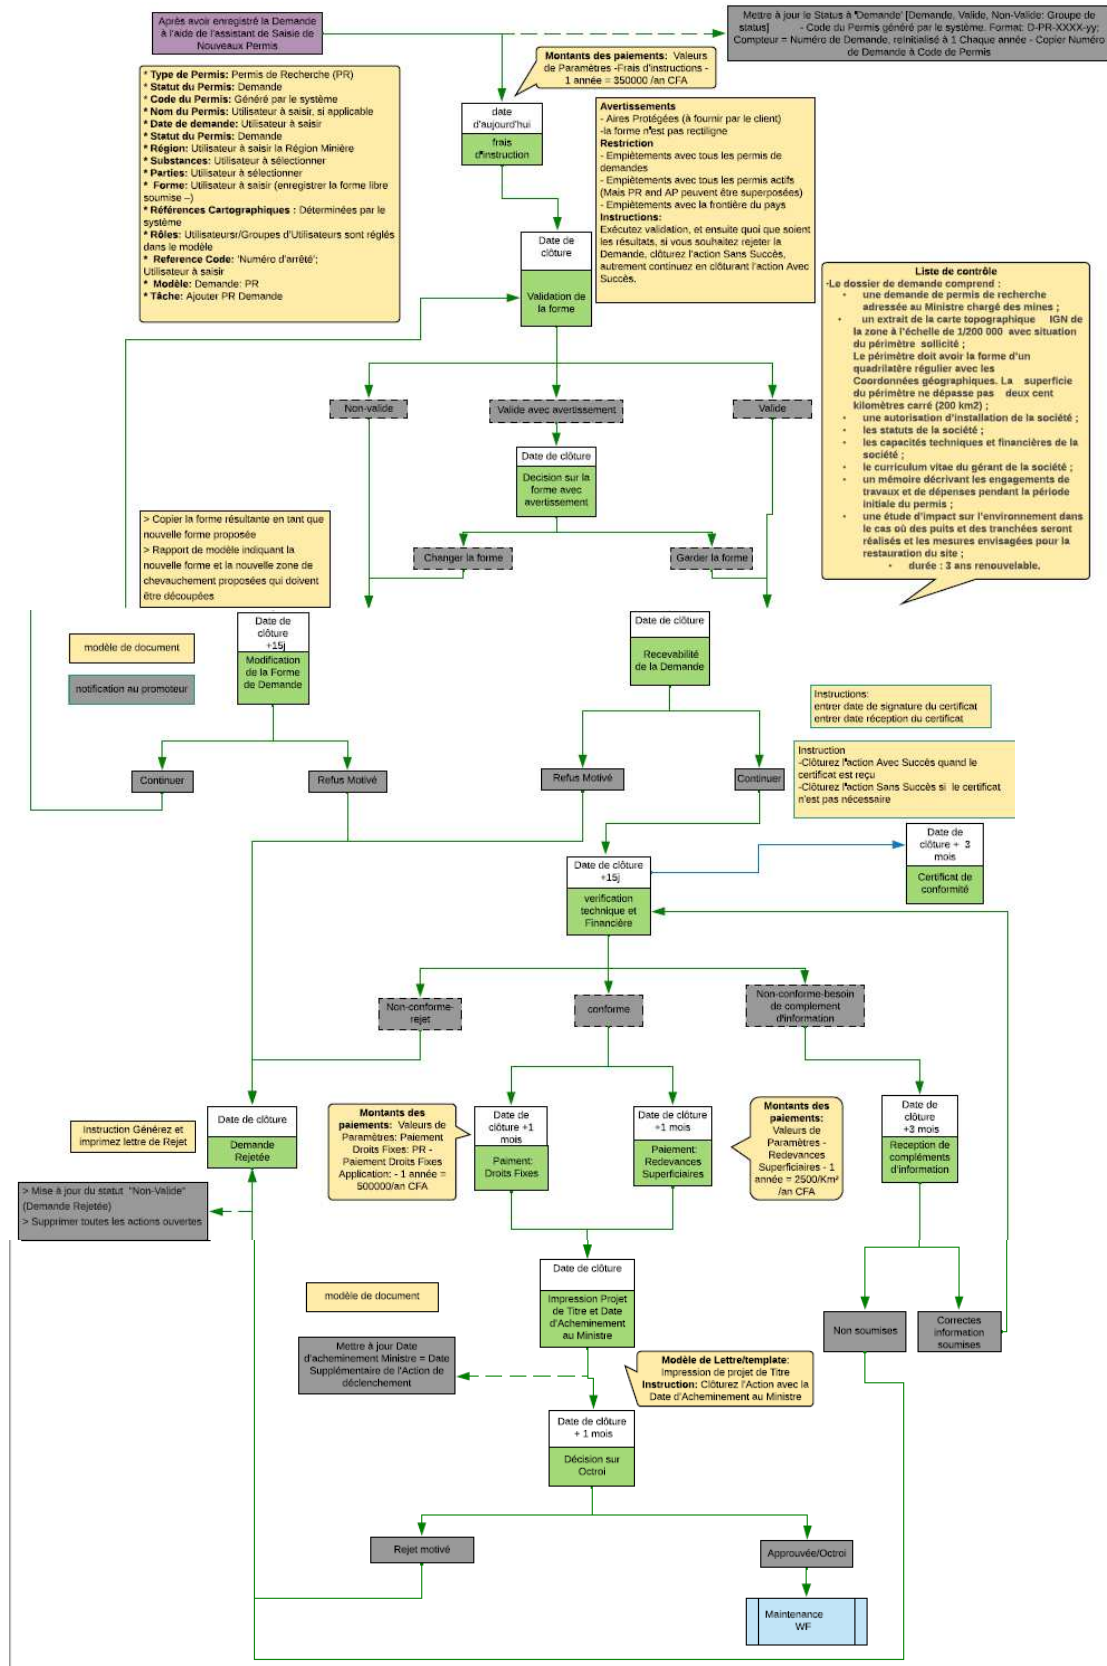 Après avoir enregistré la Demande
à l'aide de l'assistant de Saisie de
Nouveaux Permis
Mettre à jour le Status à 'Demande' [Demande, Valide, Non-Valide: Groupe de
status] - Code du Permis généré par le système. Format: D-PR-XXXX-yy;
Compteur = Numéro de Demande, reinitialisé à 1 Chaque année - Copier Numéro
de Demande à Code de Permis
Montants des paiements: Valeurs
de Paramètres -Frais d'instructions -
1 année = 350000 /an CFA
* Type de Permis: Permis de Recherche (PR)
* Statut du Permis: Demande
* Code du Permis: Généré par le système
* Nom du Permis: Utilisateur à saisir, si applicable
* Date de demande: Utilisateur à saisir
* Statut du Permis: Demande
* Région: Utilisateur à saisir la Région Minière
* Substances: Utilisateur à sélectionner
* Parties: Utilisateur à sélectionner
* Forme: Utilisateur à saisir (enregistrer la forme libre
soumise –)
* Références Cartographiques : Déterminées par le
système
* Rôles: Utilisateursr/Groupes d'Utilisateurs sont réglés
dans le modèle
* Reference Code: 'Numéro d'arrêté';
Utilisateur à saisir
* Modèle: Demande: PR
* Tâche: Ajouter PR Demande
date
d'aujourd'hui
frais
d'instruction
Avertissements
- Aires Protégées (à fournir par le client)
-la forme n'est pas rectiligne
Restriction
- Empiètements avec tous les permis de
demandes
- Empiètements avec tous les permis actifs
(Mais PR and AP peuvent être superposées)
- Empiètements avec la frontière du pays
Instructions:
Exécutez validation, et ensuite quoi que soient
les résultats, si vous souhaitez rejeter la
Demande, clôturez l'action Sans Succès,
autrement continuez en clôturant l'action Avec
Succès.
Date de
clôture
Validation de
la forme
Liste de contrôle
-Le dossier de demande comprend :
• une demande de permis de recherche
adressée au Ministre chargé des mines ;
• un extrait de la carte topographique IGN de
la zone à l'échelle de 1/200 000 avec situation
du périmètre sollicité ;
Le périmètre doit avoir la forme d'un
quadrilatère régulier avec les
Coordonnées géographiques. La superficie
du périmètre ne dépasse pas deux cent
kilomètres carré (200 km2) ;
• une autorisation d'installation de la société ;
• les statuts de la société ;
• les capacités techniques et financières de la
société ;
• le curriculum vitae du gérant de la société ;
• un mémoire décrivant les engagements de
travaux et de dépenses pendant la période
initiale du permis ;
• une étude d'impact sur l'environnement dans
le cas où des puits et des tranchées seront
réalisés et les mesures envisagées pour la
restauration du site ;
• durée : 3 ans renouvelable.
Non-valide
Valide avec avertissement
Valide
Date de clôture
Decision sur la
forme avec
avertissement
> Copier la forme résultante en tant que
nouvelle forme proposée
> Rapport de modèle indiquant la
nouvelle forme et la nouvelle zone de
chevauchement proposées qui doivent
être découpées
Changer la forme
Garder la forme
modèle de document
notification au promoteur
Date de
clôture
+15j
Modification
de la Forme
de Demande
Date de clôture
Recevabilité
de la Demande
Instructions:
entrer date de signature du certificat
entrer date réception du certificat
Instruction
-Clôturez l'action Avec Succès quand le
certificat est reçu
-Clôturez l'action Sans Succès si le certificat
n'est pas nécessaire
Continuer
Refus Motivé
Refus Motivé
Continuer
Date de clôture
+15j
verification
technique et
Financière
Date de
clôture + 3
mois
Certificat de
conformité
Non-conforme-
rejet
conforme
Non-conforme-besoin
de complement
d'information
Instruction Générez et
imprimez lettre de Rejet
Date de clôture
Demande
Rejetée
Montants des
paiements: Valeurs de
Paramètres: Paiement
Droits Fixes: PR -
Paiement Droits Fixes
Application: - 1 année =
500000/an CFA
Date de
clôture +1
mois
Paiment:
Droits Fixes
Date de clôture
+1 mois
Paiement:
Redevances
Superficiaires
Montants des
paiements:
Valeurs de
Paramètres -
Redevances
Superficiaires - 1
année = 2500/Km²
/an CFA
Date de
clôture
+3 mois
Reception de
compléments
d'information
> Mise à jour du statut "Non-Valide"
(Demande Rejetée)
> Supprimer toutes les actions ouvertes
modèle de document
Date de clôture
Impression Projet
de Titre et Date
d'Acheminement
au Ministre
Non soumises
Correctes
information
soumises
Mettre à jour Date
d'acheminement Ministre = Date
Supplémentaire de l'Action de
déclenchement
Modèle de Lettre/template:
Impression de projet de Titre
Instruction: Clôturez l'Action avec la
Date d'Acheminement au Ministre
Date de clôture
+ 1 mois
Décision sur
Octroi
Rejet motivé
Approuvée/Octroi
Maintenance
WF